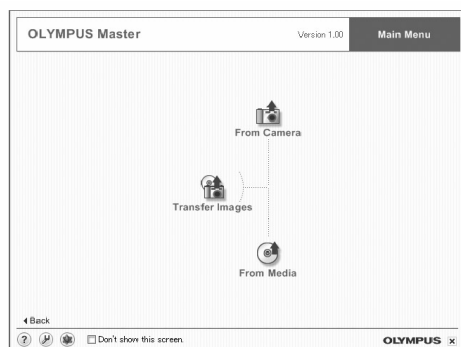 OLYMPUS Master
Version 1.00
Main Menu
From Camera
Transfer Images
From Media
Back
? Don't show this screen.
OLYMPUS x